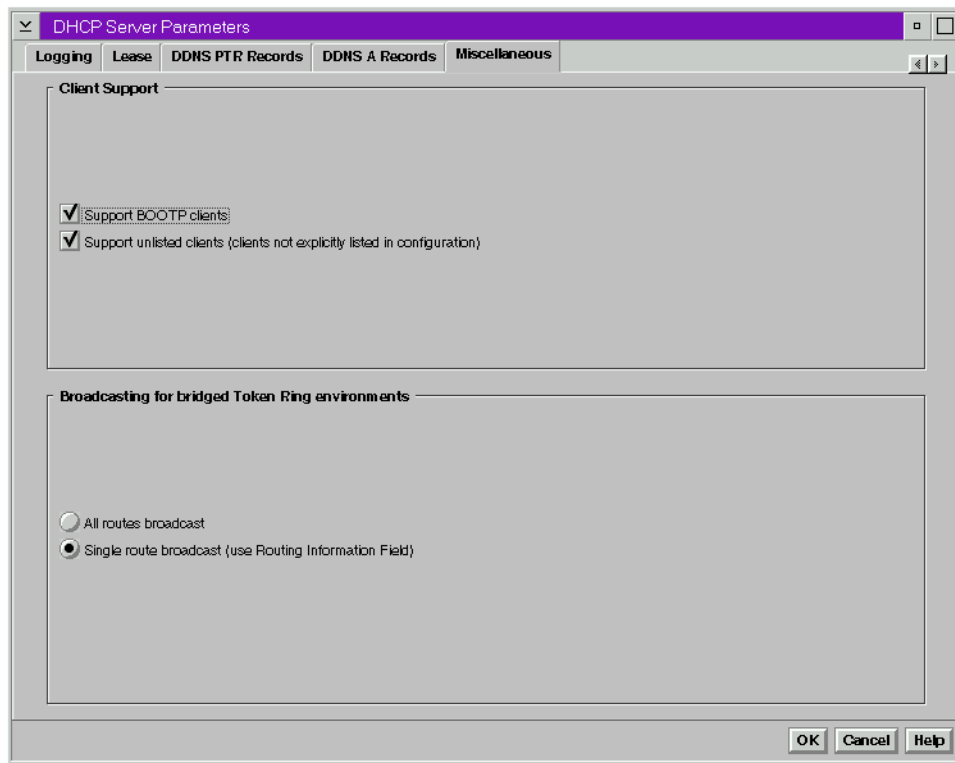 DHCP Server Parameters
Logging Lease DDNS PTR Records DDNS A Records Miscellaneous
Client Support
Support BOOTP clients
Support unlisted clients (clients not explicitly listed in configuration)
Broadcasting for bridged Token Ring environments
All routes broadcast
Single route broadcast (use Routing Information Field)
OK Cancel Help